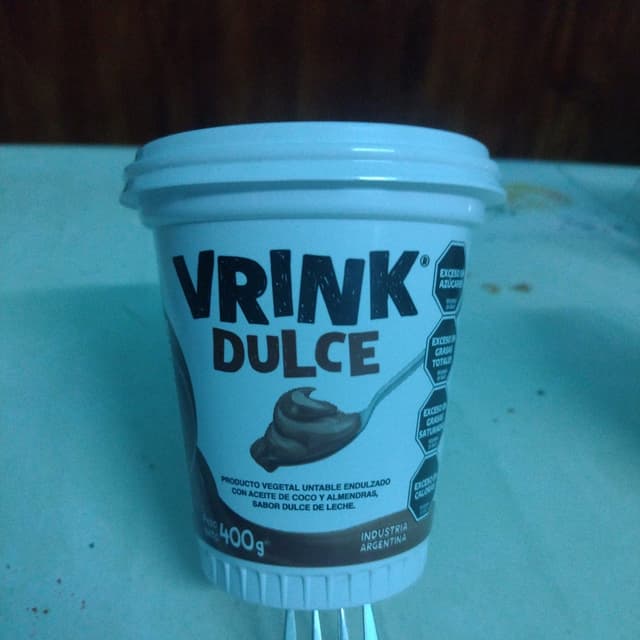 VRINK®
DULCE
PRODUCTO VEGETAL UNTABLE ENDULZADO
CON ACEITE DE COCO Y ALMENDRAS,
SABOR DULCE DE LECHE.
400g
INDUSTRIA
ARGENTINA
EXCESO EN
AZÚCARES
EXCESO EN
GRASAS
TOTALES
EXCESO EN
GRASAS
SATURADAS
EXCESO EN
CALORÍAS